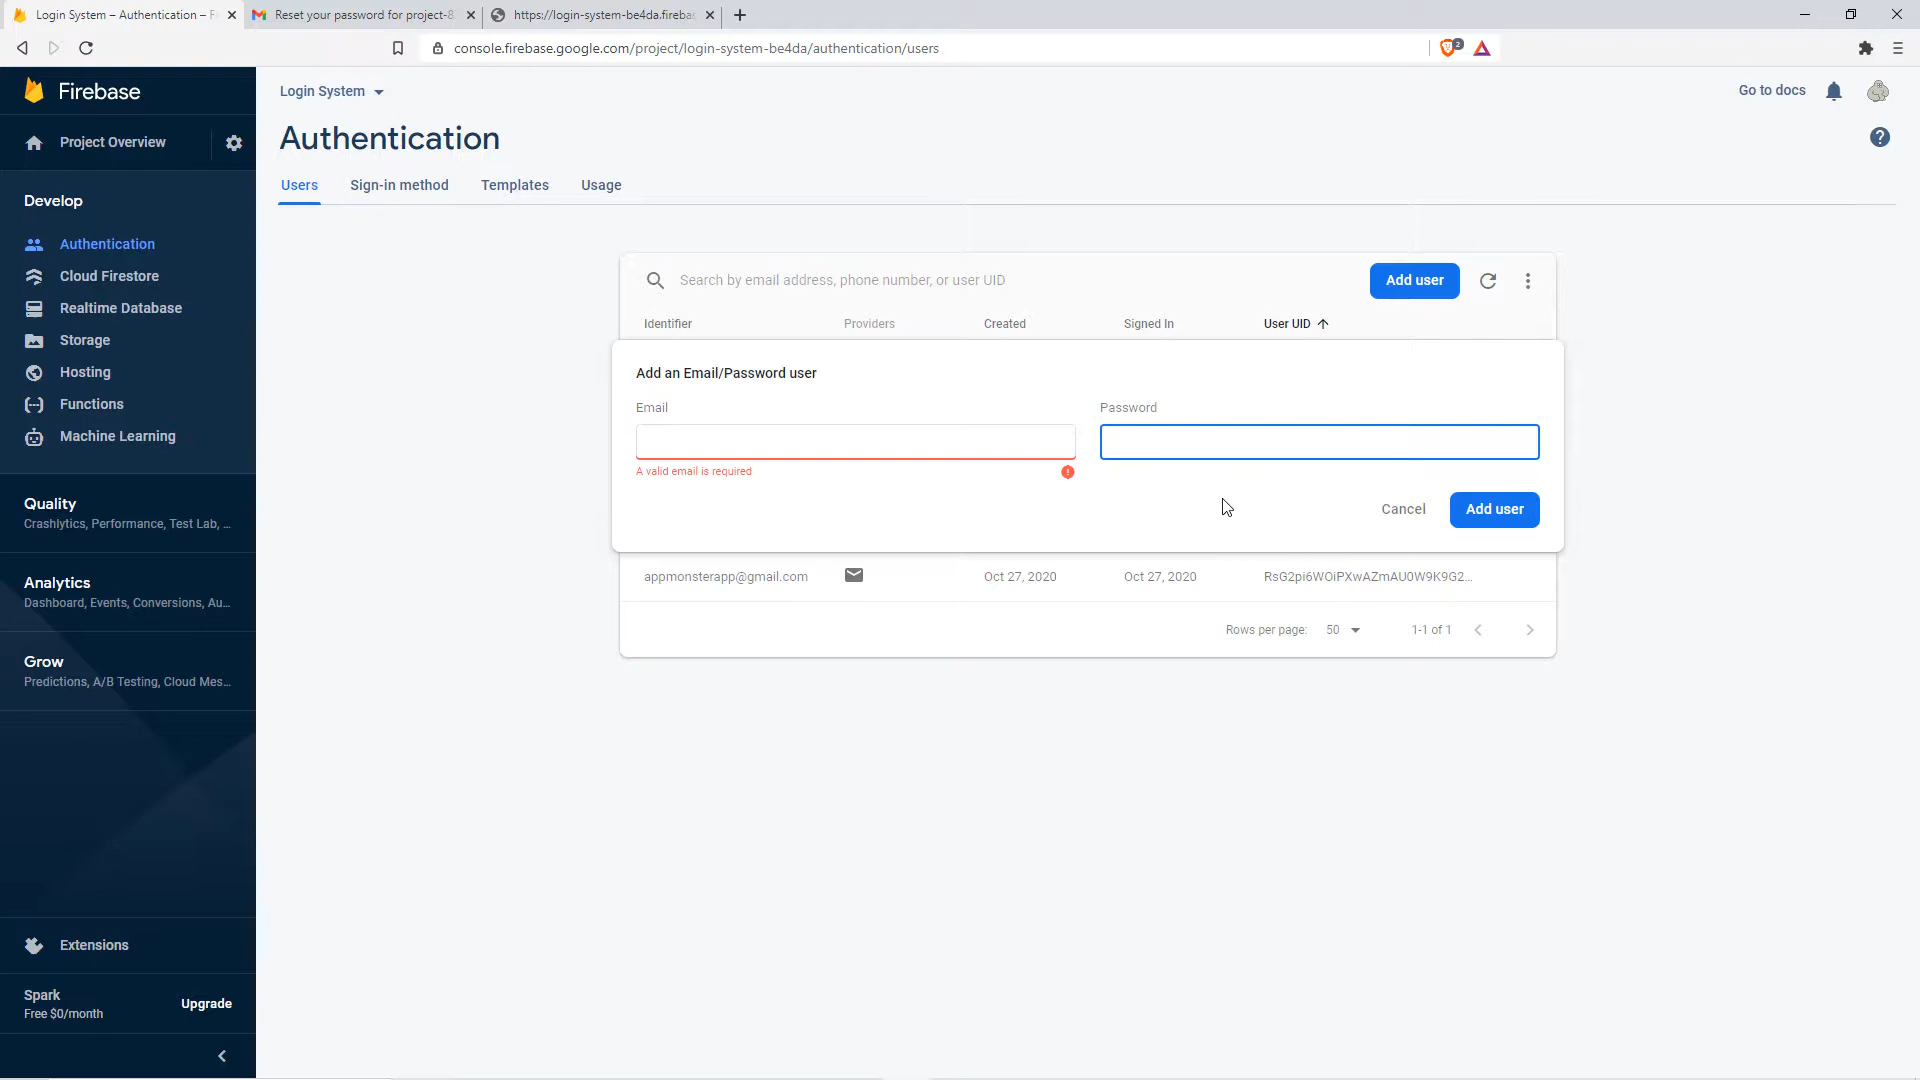 Login System – Authentication – F
Reset your password for project-8
https://login-system-be4da.fireba
console.firebase.google.com/project/login-system-be4da/authentication/users
2
Firebase
Project Overview
Develop
Authentication
Cloud Firestore
Realtime Database
Storage
Hosting
Functions
Machine Learning
Quality
Crashlytics, Performance, Test Lab, ...
Analytics
Dashboard, Events, Conversions, Au...
Grow
Predictions, A/B Testing, Cloud Mes...
Extensions
Spark
Free $0/month
Upgrade
Login System
Go to docs
Authentication
Users
Sign-in method
Templates
Usage
Search by email address, phone number, or user UID
Add user
Identifier
Providers
Created
Signed In
User UID
Add an Email/Password user
Email
Password
A valid email is required
Cancel
Add user
appmonsterapp@gmail.com
Oct 27, 2020
Oct 27, 2020
RsG2pi6WOiPXwAZmAU0W9K9G2...
Rows per page:
50
1-1 of 1